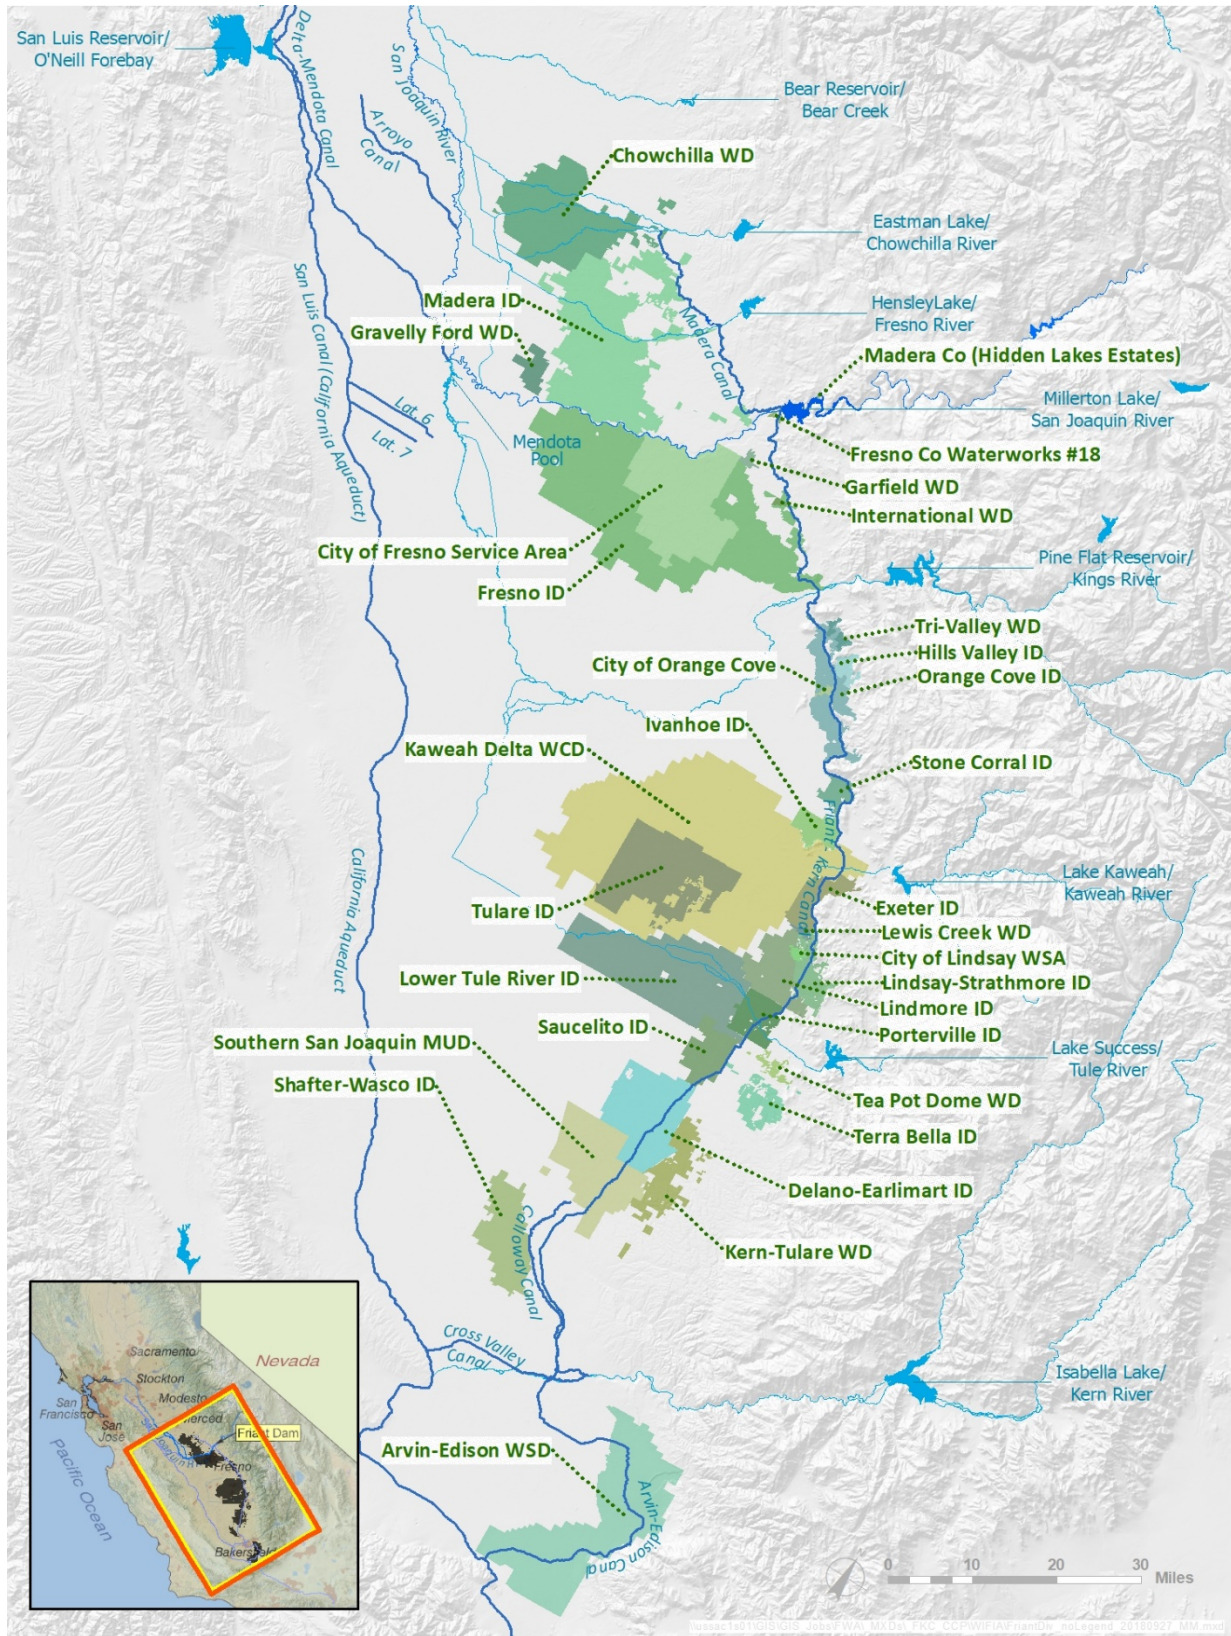 San Luis Reservoir/
O'Neill Forebay
Delta-Mendota Canal
San Joaquin River
Arroyo
Canal
Bear Reservoir/
Bear Creek
Chowchilla WD
Eastman Lake/
Chowchilla River
San Luis Canal (California Aqueduct)
Madera ID
Gravelly Ford WD
Madera Canal
HensleyLake/
Fresno River
Madera Co (Hidden Lakes Estates)
Millerton Lake/
San Joaquin River
Lat. 6
Lat. 7
Mendota
Pool
Fresno Co Waterworks #18
Garfield WD
International WD
City of Fresno Service Area
Fresno ID
Pine Flat Reservoir/
Kings River
Tri-Valley WD
Hills Valley ID
Orange Cove ID
City of Orange Cove
Ivanhoe ID
Kaweah Delta WCD
Stone Corral ID
Friant - Kern Canal
California Aqueduct
Lake Kaweah/
Kaweah River
Tulare ID
Exeter ID
Lewis Creek WD
City of Lindsay WSA
Lindsay-Strathmore ID
Lindmore ID
Porterville ID
Lower Tule River ID
Saucelito ID
Southern San Joaquin MUD
Shafter-Wasco ID
Lake Success/
Tule River
Tea Pot Dome WD
Terra Bella ID
Delano-Earlimart ID
Kern-Tulare WD
Calloway Canal
Cross Valley
Canal
Isabella Lake/
Kern River
Arvin-Edison WSD
Arvin-Edison Canal
Sacramento
Nevada
Stockton
Modesto
San
Francisco
San
José
Merced
Friant Dam
Fresno
Pacific Ocean
Bakersfield
0 10 20 30
Miles